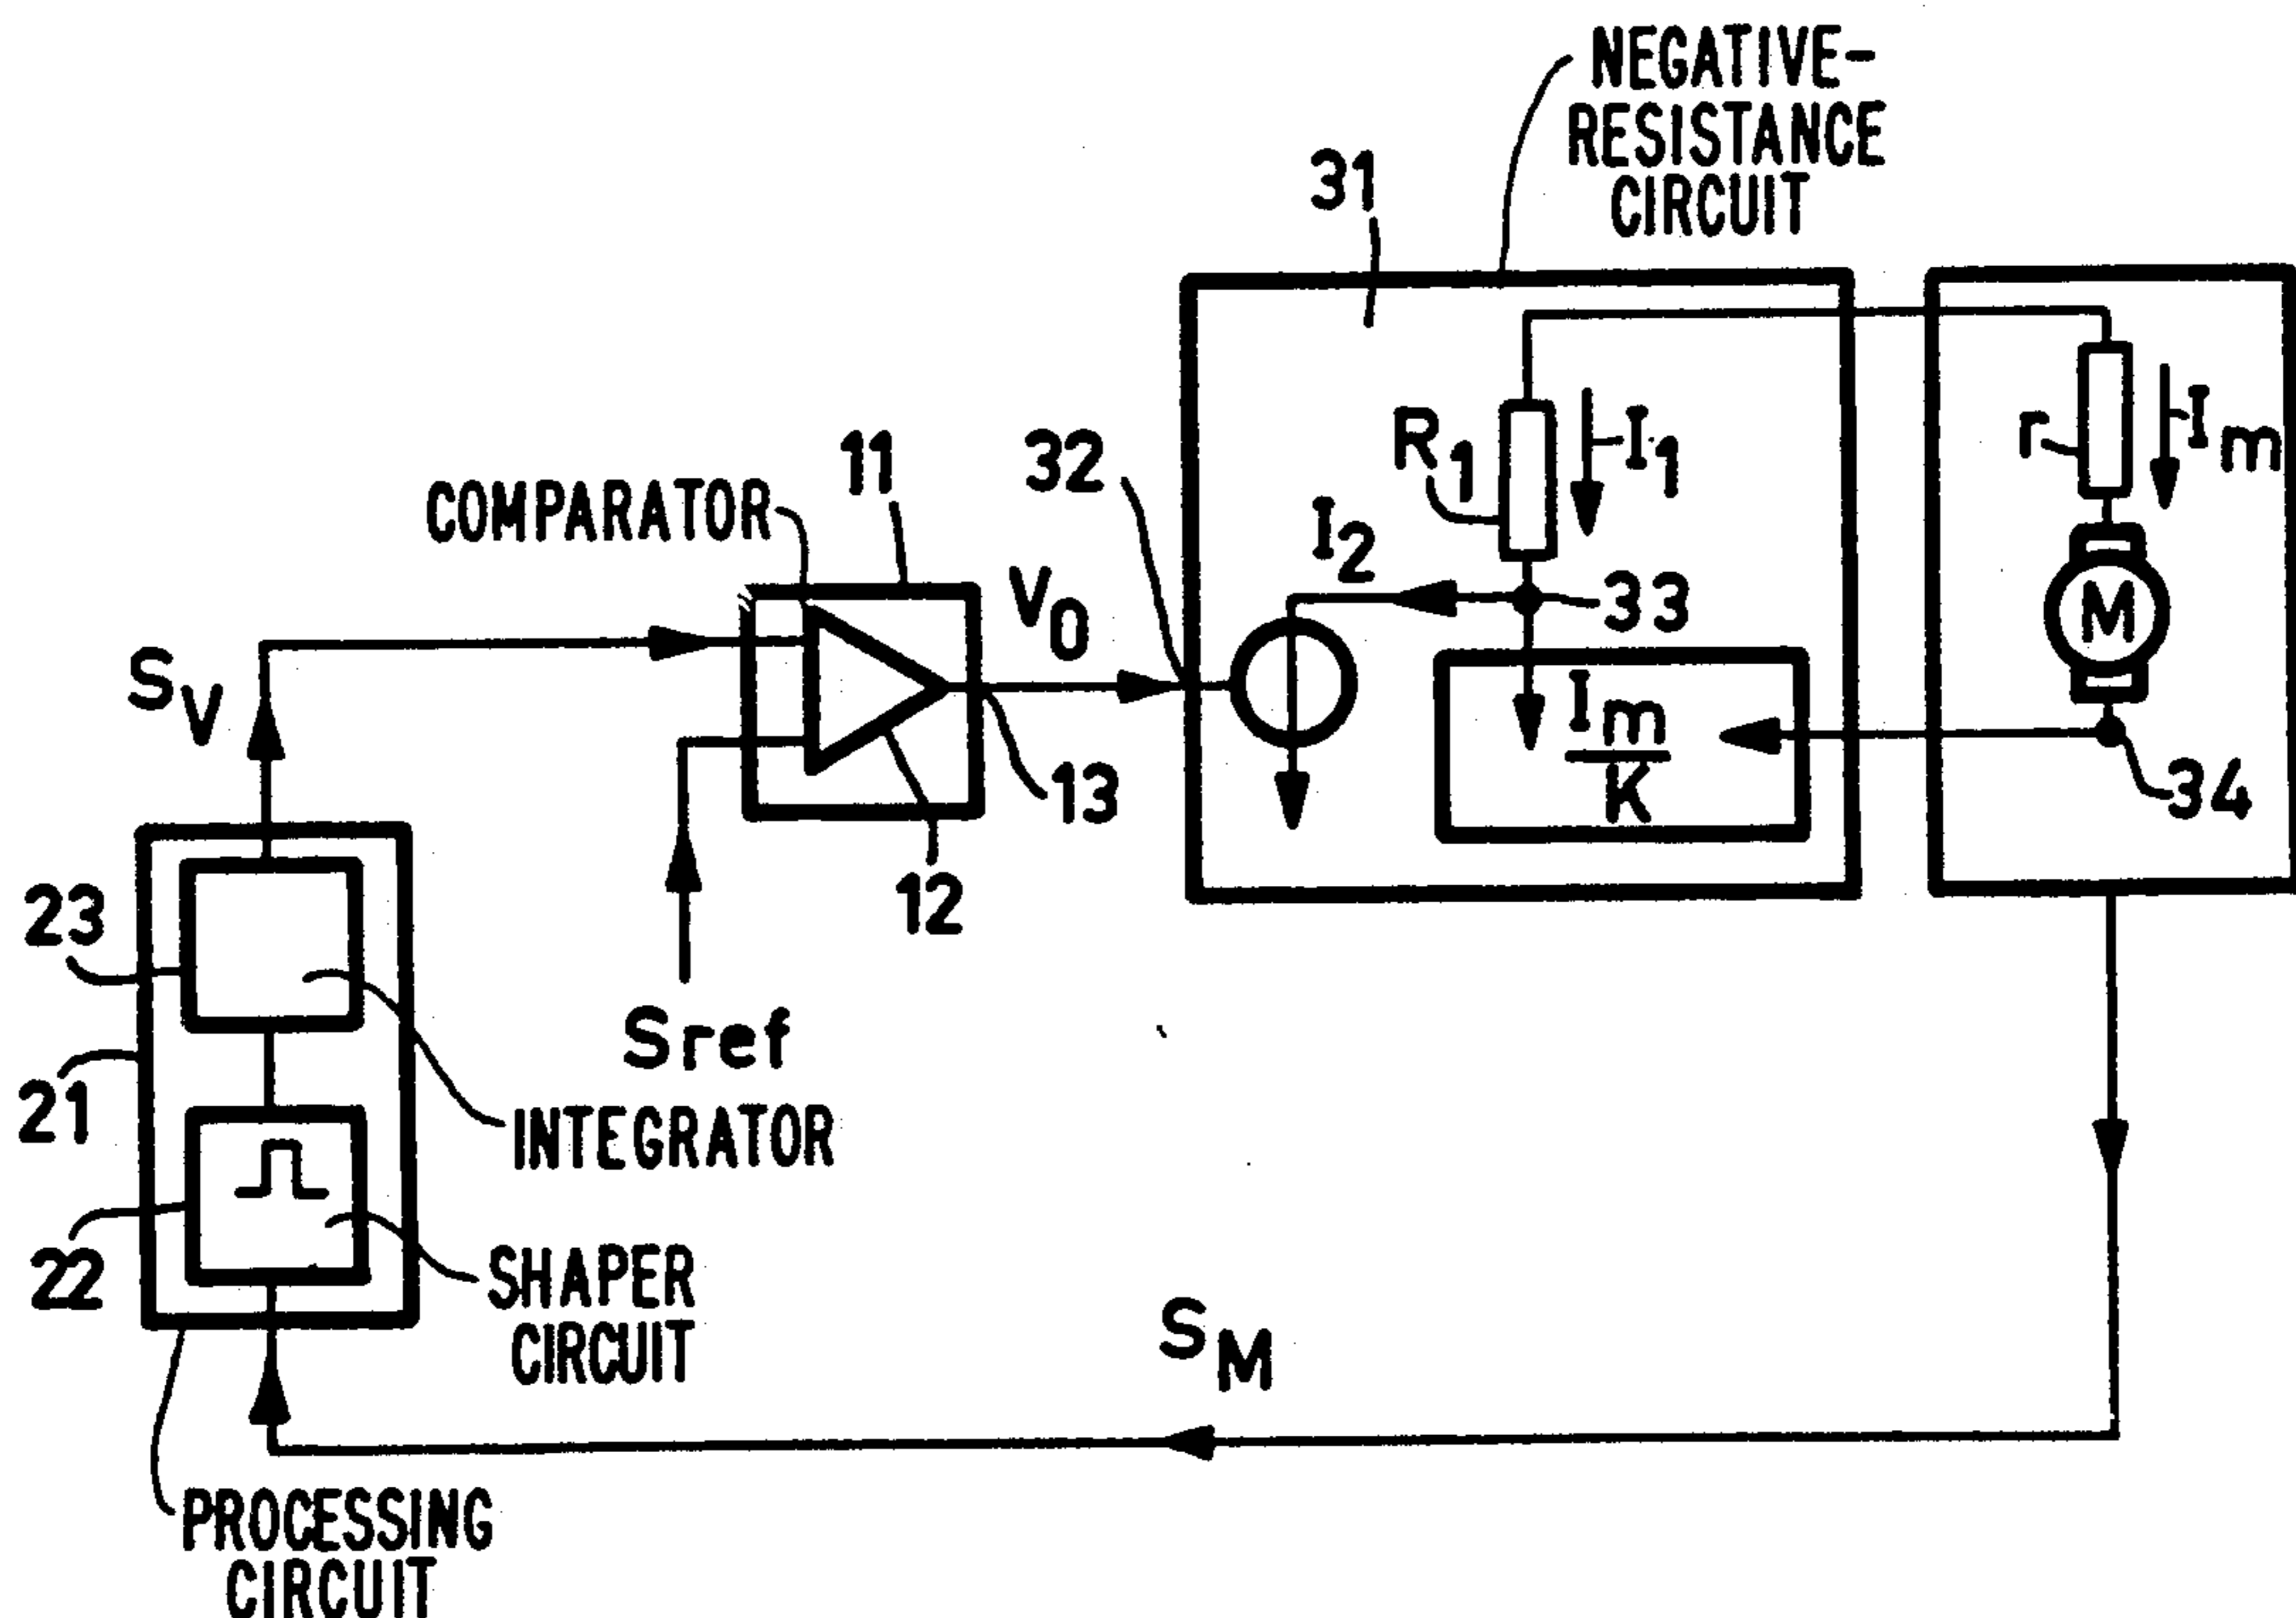 NEGATIVE-
RESISTANCE
CIRCUIT
31
R1
I1
r
Im
COMPARATOR
11
32
I2
33
V0
SV
M
Im
K
13
34
12
23
Sref
21
INTEGRATOR
22
SHAPER
CIRCUIT
SM
PROCESSING
CIRCUIT